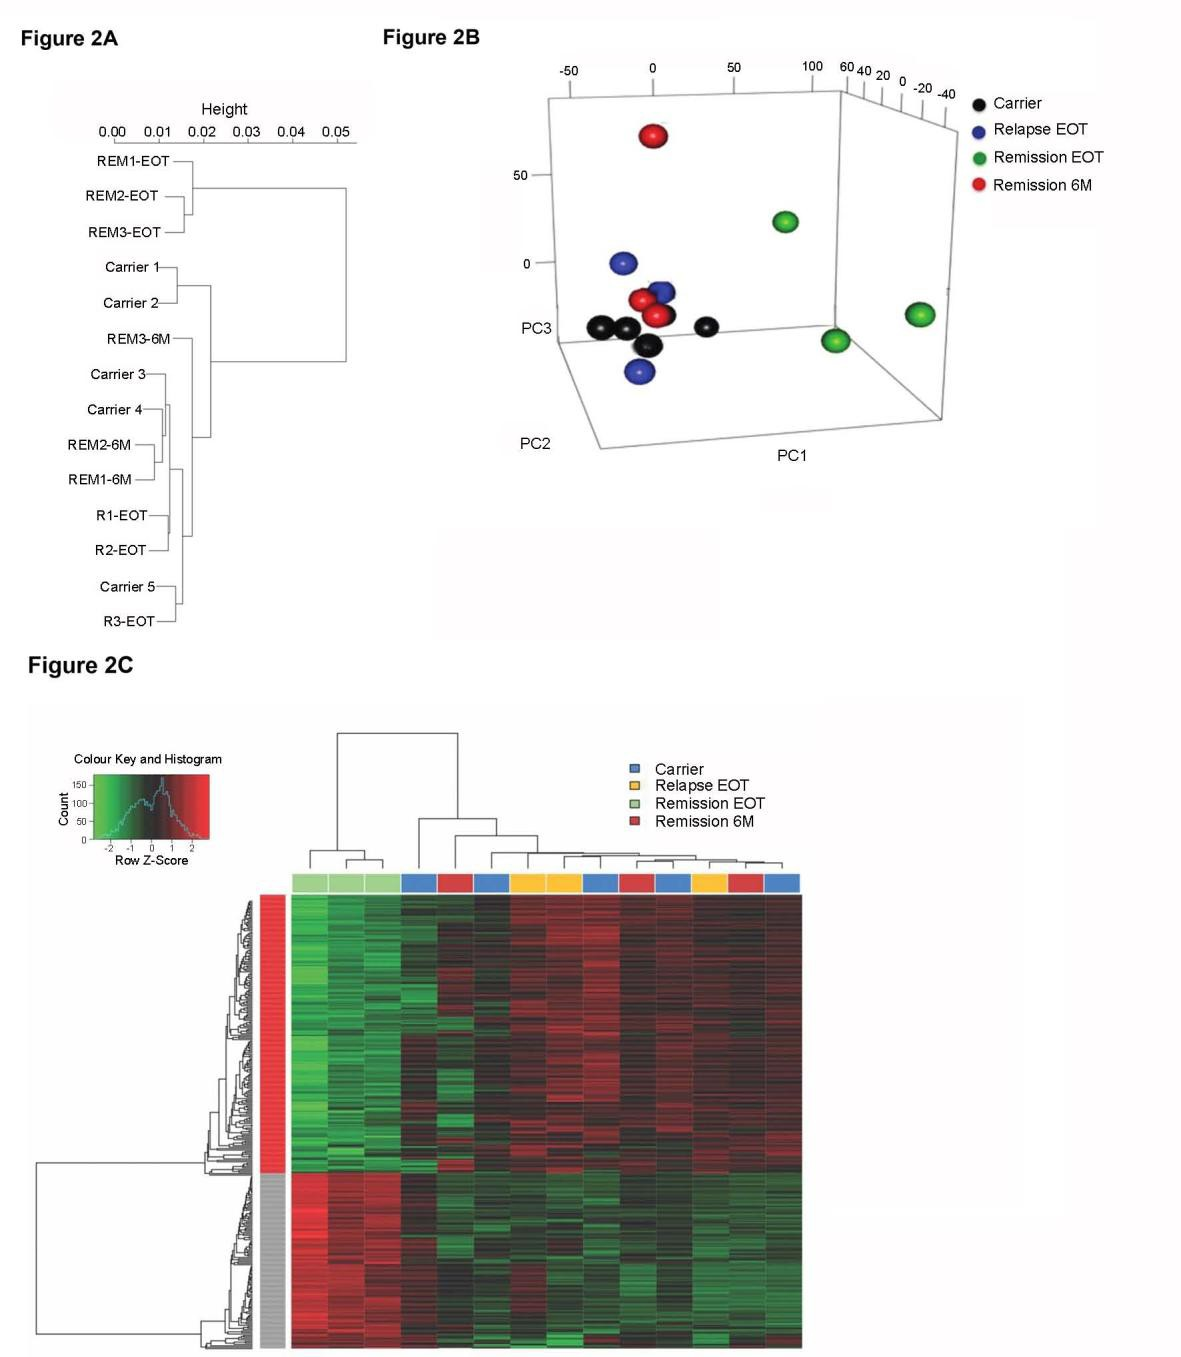 Figure 2A
Height
0.00 0.01 0.02 0.03 0.04 0.05
REM1-EOT
REM2-EOT
REM3-EOT
Carrier 1
Carrier 2
REM3-6M
Carrier 3
Carrier 4
REM2-6M
REM1-6M
R1-EOT
R2-EOT
Carrier 5
R3-EOT
Figure 2B
-50 0 50 100 60 40 20 0 -20 -40
50
0
PC3
PC2
PC1
Carrier
Relapse EOT
Remission EOT
Remission 6M
Figure 2C
Colour Key and Histogram
Count
150
100
50
0
-2 -1 0 1 2
Row Z-Score
Carrier
Relapse EOT
Remission EOT
Remission 6M